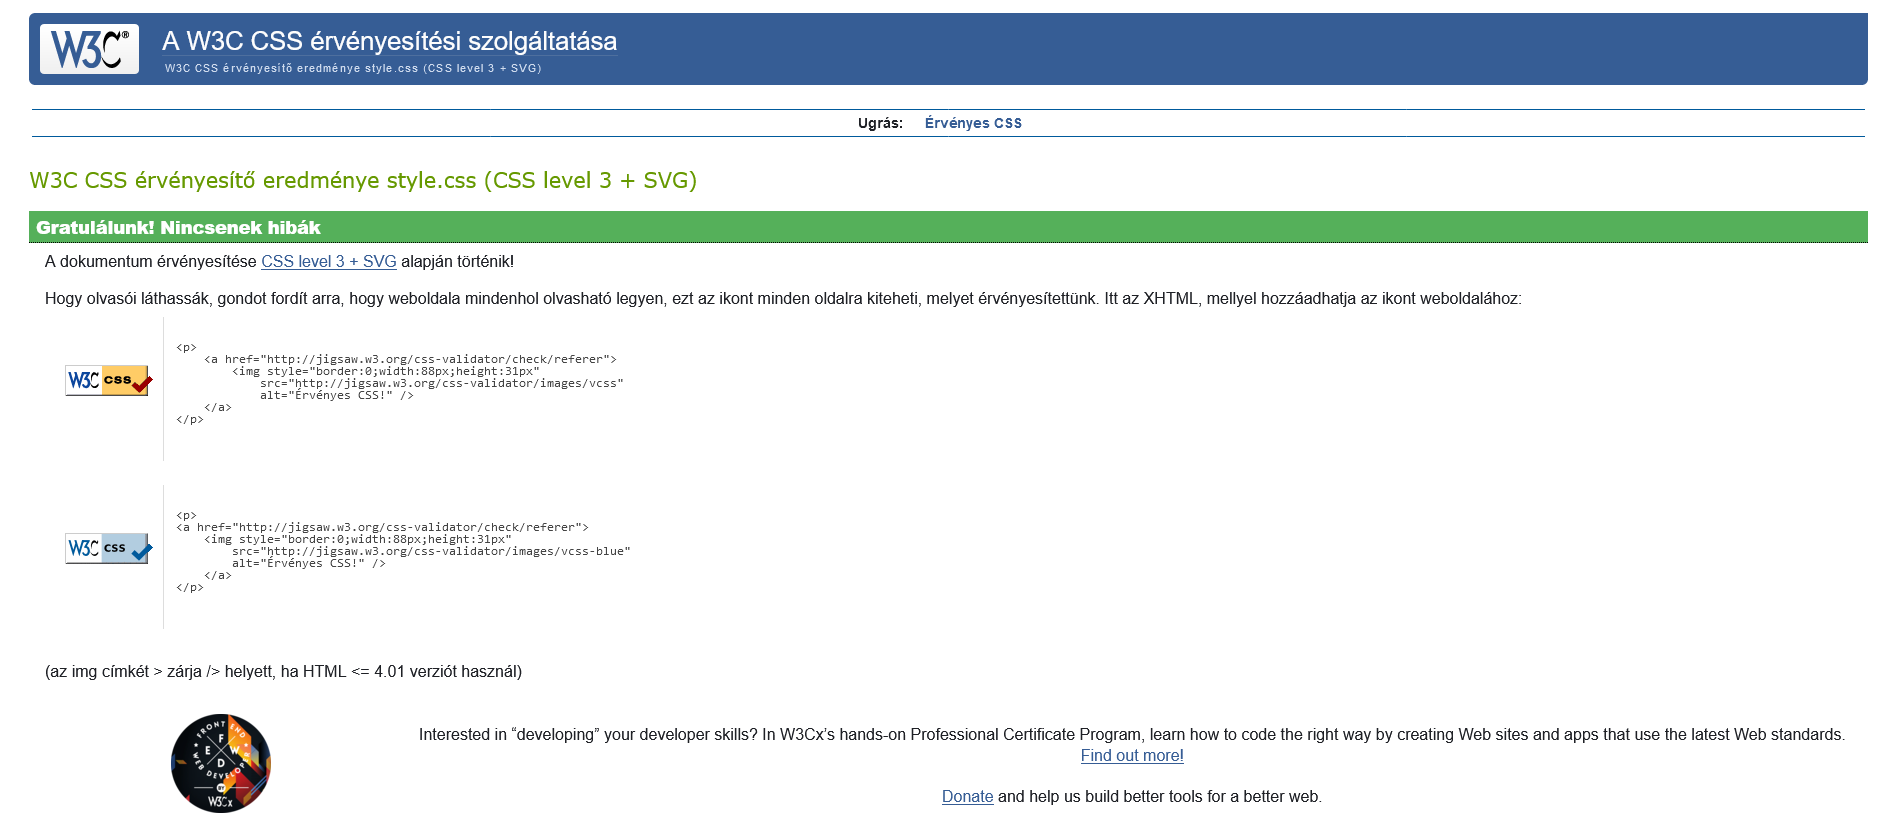 W3C®
A W3C CSS érvényesítési szolgáltatása
W3C CSS érvényesítő eredménye style.css (CSS level 3 + SVG)
Ugrás: Érvényes CSS
W3C CSS érvényesítő eredménye style.css (CSS level 3 + SVG)
Gratulálunk! Nincsenek hibák
A dokumentum érvényesítése CSS level 3 + SVG alapján történik!
Hogy olvasói láthassák, gondot fordít arra, hogy weboldala mindenhol olvasható legyen, ezt az ikont minden oldalra kiteheti, melyet érvényesítettünk. Itt az XHTML, mellyel hozzáadhatja az ikont weboldalához:
W3C css
<p>
<a href="http://jigsaw.w3.org/css-validator/check/referer">
<img style="border:0;width:88px;height:31px"
src="http://jigsaw.w3.org/css-validator/images/vcss"
alt="Érvényes CSS!" />
</a>
</p>
W3C css
<p>
<a href="http://jigsaw.w3.org/css-validator/check/referer">
<img style="border:0;width:88px;height:31px"
src="http://jigsaw.w3.org/css-validator/images/vcss-blue"
alt="Érvényes CSS!" />
</a>
</p>
(az img címkét > zárja /> helyett, ha HTML <= 4.01 verziót használ)
FRONT END
F E W D
WEB DEVELOPER
BY
W3Cx
Interested in “developing” your developer skills? In W3Cx’s hands-on Professional Certificate Program, learn how to code the right way by creating Web sites and apps that use the latest Web standards.
Find out more!
Donate and help us build better tools for a better web.